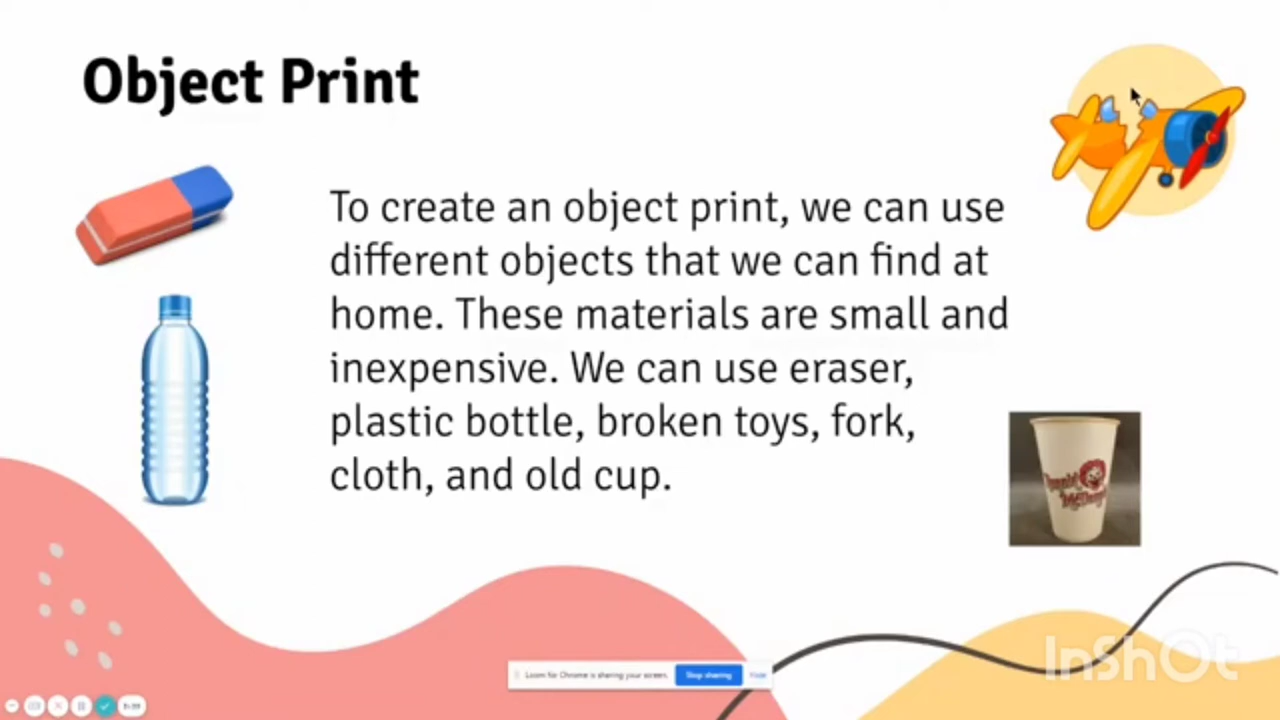 Object Print
To create an object print, we can use
different objects that we can find at
home. These materials are small and
inexpensive. We can use eraser,
plastic bottle, broken toys, fork,
cloth, and old cup.
Loom for Chrome is sharing your screen.
Stop sharing
Hide
InShOt